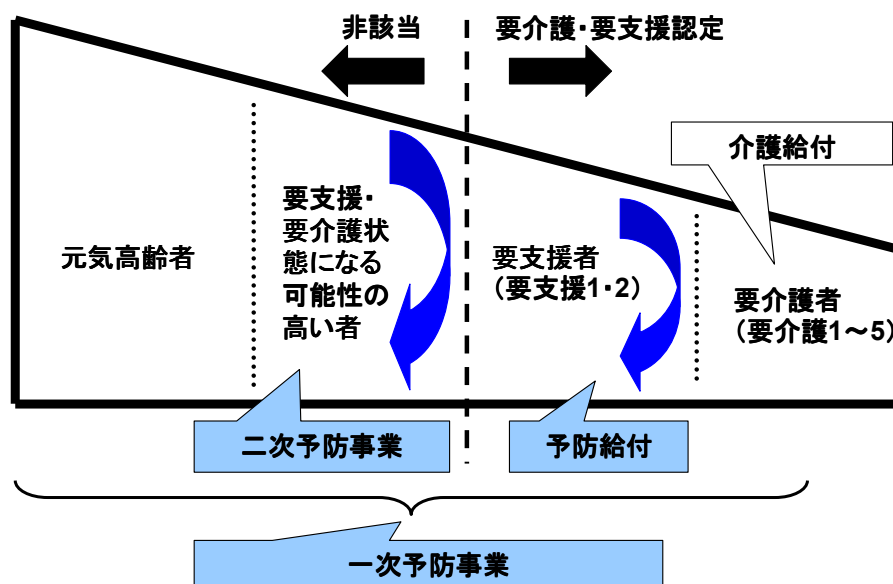 非該当
要介護・要支援認定
介護給付
元気高齢者
要支援・
要介護状
態になる
可能性の
高い者
要支援者
（要支援1・2）
要介護者
（要介護1～5）
二次予防事業
予防給付
一次予防事業